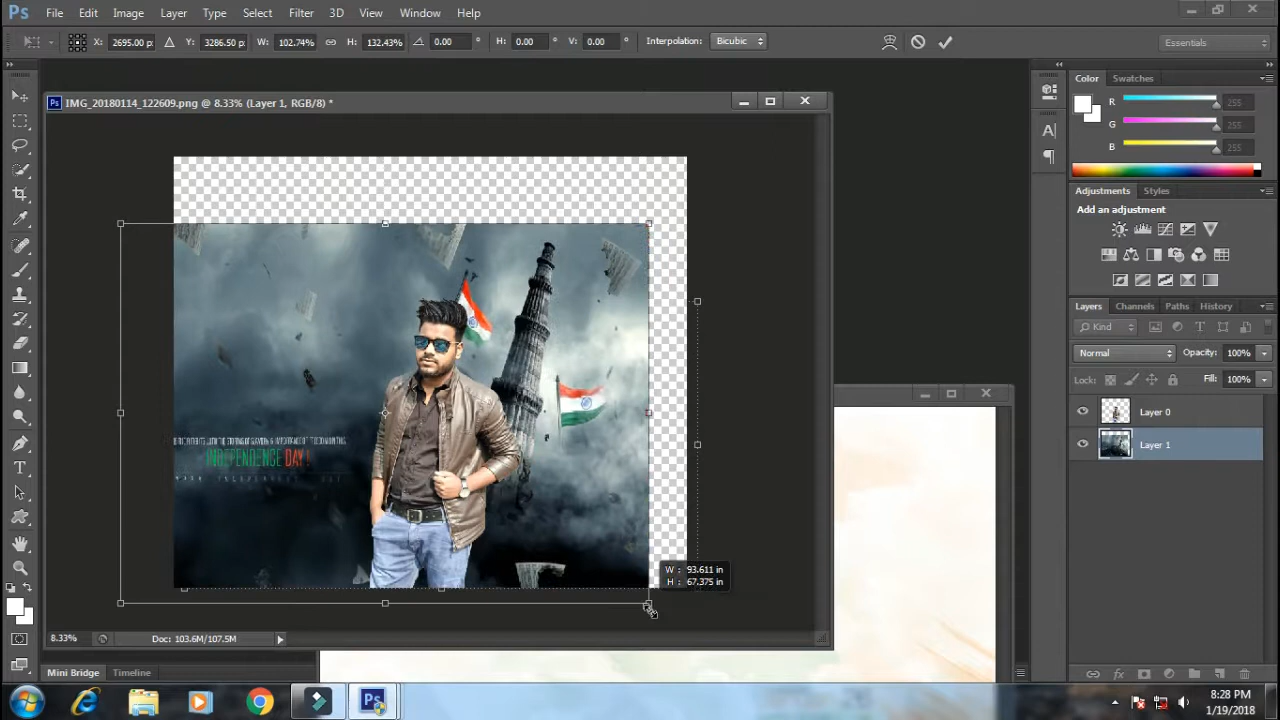 Ps File Edit Image Layer Type Select Filter 3D View Window Help
X: 2695.00 px Y: 3286.50 px W: 102.74% H: 132.43% 0.00 ° H: 0.00 V: 0.00 ° Interpolation: Bicubic Essentials
Color Swatches
IMG_20180114_122609.png @ 8.33% (Layer 1, RGB/8) *
R 255
G 255
B 255
Adjustments Styles
Add an adjustment
Layers Channels Paths History
Kind
Normal Opacity: 100%
Lock: Fill: 100%
Layer 0
Layer 1
INDEPENDENCE DAY !
W : 93.611 in
H : 67.375 in
8.33% Doc: 103.6M/107.5M
Mini Bridge Timeline
Ps
8:28 PM
1/19/2018